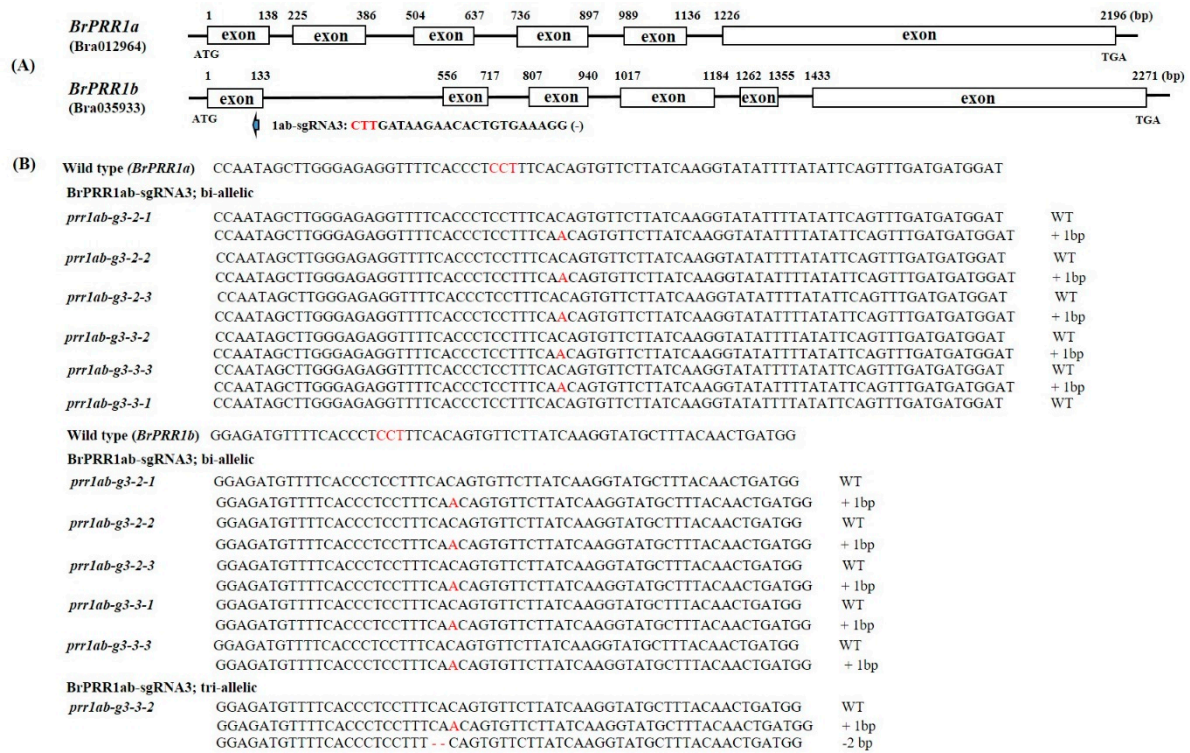 1 138 225 386 504 637 736 897 989 1136 1226 2196 (bp)
BrPRR1a exon exon exon exon exon exon
(Bra012964)
ATG TGA
(A)
1 133 556 717 807 940 1017 1184 1262 1355 1433 2271 (bp)
BrPRR1b exon exon exon exon exon exon
(Bra035933)
ATG TGA
1ab-sgRNA3: CTTGATAAGAACACTGTGAAAGG (-)
(B) Wild type (BrPRR1a) CCAATAGCTTGGGAGAGGTTTTCACCCTCCTTTCACAGTGTTCTTATCAAGGTATATTTTATATTCAGTTTGATGATGGAT
BrPRR1ab-sgRNA3; bi-allelic
prr1ab-g3-2-1 CCAATAGCTTGGGAGAGGTTTTCACCCTCCTTTCACAGTGTTCTTATCAAGGTATATTTTATATTCAGTTTGATGATGGAT WT
CCAATAGCTTGGGAGAGGTTTTCACCCTCCTTTCAACAGTGTTCTTATCAAGGTATATTTTATATTCAGTTTGATGATGGAT + 1bp
prr1ab-g3-2-2 CCAATAGCTTGGGAGAGGTTTTCACCCTCCTTTCACAGTGTTCTTATCAAGGTATATTTTATATTCAGTTTGATGATGGAT WT
CCAATAGCTTGGGAGAGGTTTTCACCCTCCTTTCAACAGTGTTCTTATCAAGGTATATTTTATATTCAGTTTGATGATGGAT + 1bp
prr1ab-g3-2-3 CCAATAGCTTGGGAGAGGTTTTCACCCTCCTTTCACAGTGTTCTTATCAAGGTATATTTTATATTCAGTTTGATGATGGAT WT
CCAATAGCTTGGGAGAGGTTTTCACCCTCCTTTCAACAGTGTTCTTATCAAGGTATATTTTATATTCAGTTTGATGATGGAT + 1bp
prr1ab-g3-3-2 CCAATAGCTTGGGAGAGGTTTTCACCCTCCTTTCACAGTGTTCTTATCAAGGTATATTTTATATTCAGTTTGATGATGGAT WT
CCAATAGCTTGGGAGAGGTTTTCACCCTCCTTTCAACAGTGTTCTTATCAAGGTATATTTTATATTCAGTTTGATGATGGAT + 1bp
prr1ab-g3-3-3 CCAATAGCTTGGGAGAGGTTTTCACCCTCCTTTCACAGTGTTCTTATCAAGGTATATTTTATATTCAGTTTGATGATGGAT WT
CCAATAGCTTGGGAGAGGTTTTCACCCTCCTTTCAACAGTGTTCTTATCAAGGTATATTTTATATTCAGTTTGATGATGGAT + 1bp
prr1ab-g3-3-1 CCAATAGCTTGGGAGAGGTTTTCACCCTCCTTTCACAGTGTTCTTATCAAGGTATATTTTATATTCAGTTTGATGATGGAT WT
Wild type (BrPRR1b) GGAGATGTTTTCACCCTCCTTTCACAGTGTTCTTATCAAGGTATGCTTTACAACTGATGG
BrPRR1ab-sgRNA3; bi-allelic
prr1ab-g3-2-1 GGAGATGTTTTCACCCTCCTTTCACAGTGTTCTTATCAAGGTATGCTTTACAACTGATGG WT
GGAGATGTTTTCACCCTCCTTTCAACAGTGTTCTTATCAAGGTATGCTTTACAACTGATGG + 1bp
prr1ab-g3-2-2 GGAGATGTTTTCACCCTCCTTTCACAGTGTTCTTATCAAGGTATGCTTTACAACTGATGG WT
GGAGATGTTTTCACCCTCCTTTCAACAGTGTTCTTATCAAGGTATGCTTTACAACTGATGG + 1bp
prr1ab-g3-2-3 GGAGATGTTTTCACCCTCCTTTCACAGTGTTCTTATCAAGGTATGCTTTACAACTGATGG WT
GGAGATGTTTTCACCCTCCTTTCAACAGTGTTCTTATCAAGGTATGCTTTACAACTGATGG + 1bp
prr1ab-g3-3-1 GGAGATGTTTTCACCCTCCTTTCACAGTGTTCTTATCAAGGTATGCTTTACAACTGATGG WT
GGAGATGTTTTCACCCTCCTTTCAACAGTGTTCTTATCAAGGTATGCTTTACAACTGATGG + 1bp
prr1ab-g3-3-3 GGAGATGTTTTCACCCTCCTTTCACAGTGTTCTTATCAAGGTATGCTTTACAACTGATGG WT
GGAGATGTTTTCACCCTCCTTTCAACAGTGTTCTTATCAAGGTATGCTTTACAACTGATGG + 1bp
BrPRR1ab-sgRNA3; tri-allelic
prr1ab-g3-3-2 GGAGATGTTTTCACCCTCCTTTCACAGTGTTCTTATCAAGGTATGCTTTACAACTGATGG WT
GGAGATGTTTTCACCCTCCTTTCAACAGTGTTCTTATCAAGGTATGCTTTACAACTGATGG + 1bp
GGAGATGTTTTCACCCTCCTTT - -CAGTGTTCTTATCAAGGTATGCTTTACAACTGATGG -2 bp